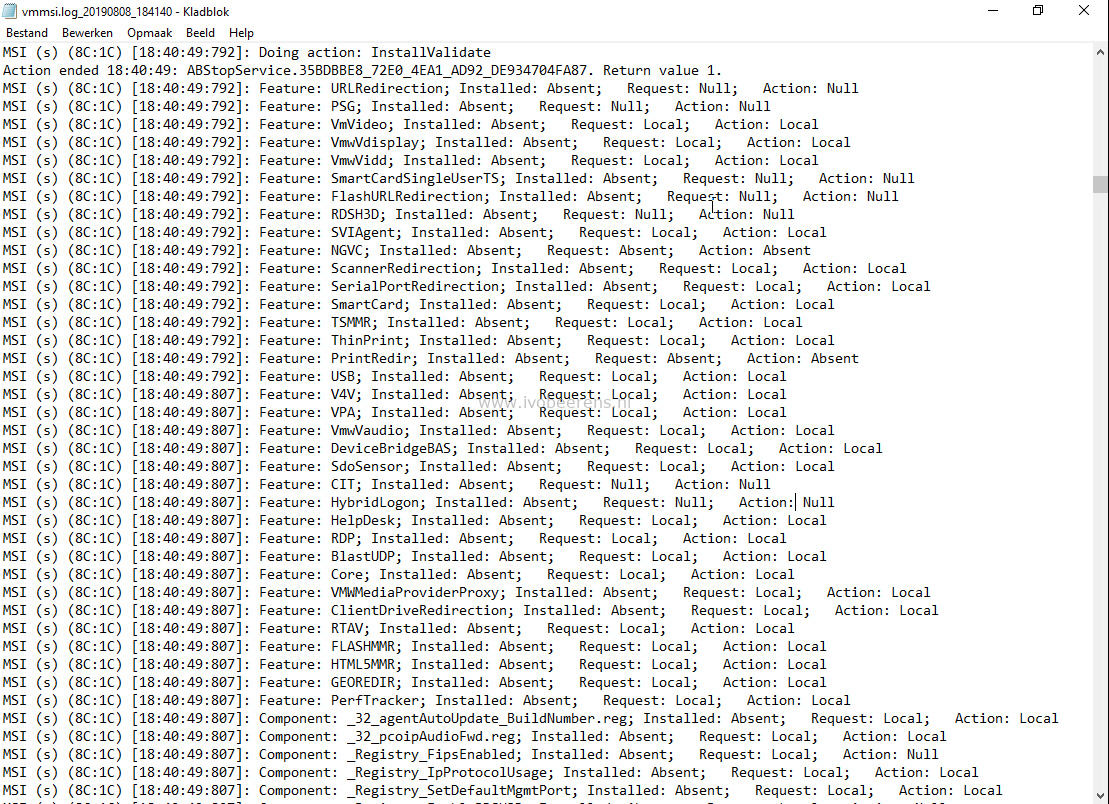 vmmsi.log_20190808_184140 - Kladblok
Bestand Bewerken Opmaak Beeld Help
MSI (s) (8C:1C) [18:40:49:792]: Doing action: InstallValidate
Action ended 18:40:49: ABStopService.35BDBBE8_72E0_4EA1_AD92_DE934704FA87. Return value 1.
MSI (s) (8C:1C) [18:40:49:792]: Feature: URLRedirection; Installed: Absent;   Request: Null;   Action: Null
MSI (s) (8C:1C) [18:40:49:792]: Feature: PSG; Installed: Absent;   Request: Null;   Action: Null
MSI (s) (8C:1C) [18:40:49:792]: Feature: VmVideo; Installed: Absent;   Request: Local;   Action: Local
MSI (s) (8C:1C) [18:40:49:792]: Feature: VmwVdisplay; Installed: Absent;   Request: Local;   Action: Local
MSI (s) (8C:1C) [18:40:49:792]: Feature: VmwVidd; Installed: Absent;   Request: Local;   Action: Local
MSI (s) (8C:1C) [18:40:49:792]: Feature: SmartCardSingleUserTS; Installed: Absent;   Request: Null;   Action: Null
MSI (s) (8C:1C) [18:40:49:792]: Feature: FlashURLRedirection; Installed: Absent;   Request: Null;   Action: Null
MSI (s) (8C:1C) [18:40:49:792]: Feature: RDSH3D; Installed: Absent;   Request: Null;   Action: Null
MSI (s) (8C:1C) [18:40:49:792]: Feature: SVIAgent; Installed: Absent;   Request: Local;   Action: Local
MSI (s) (8C:1C) [18:40:49:792]: Feature: NGVC; Installed: Absent;   Request: Absent;   Action: Absent
MSI (s) (8C:1C) [18:40:49:792]: Feature: ScannerRedirection; Installed: Absent;   Request: Local;   Action: Local
MSI (s) (8C:1C) [18:40:49:792]: Feature: SerialPortRedirection; Installed: Absent;   Request: Local;   Action: Local
MSI (s) (8C:1C) [18:40:49:792]: Feature: SmartCard; Installed: Absent;   Request: Local;   Action: Local
MSI (s) (8C:1C) [18:40:49:792]: Feature: TSMMR; Installed: Absent;   Request: Local;   Action: Local
MSI (s) (8C:1C) [18:40:49:792]: Feature: ThinPrint; Installed: Absent;   Request: Local;   Action: Local
MSI (s) (8C:1C) [18:40:49:792]: Feature: PrintRedir; Installed: Absent;   Request: Absent;   Action: Absent
MSI (s) (8C:1C) [18:40:49:792]: Feature: USB; Installed: Absent;   Request: Local;   Action: Local
MSI (s) (8C:1C) [18:40:49:807]: Feature: V4V; Installed: Absent;   Request: Local;   Action: Local
www.ivobeerens.nl
MSI (s) (8C:1C) [18:40:49:807]: Feature: VPA; Installed: Absent;   Request: Local;   Action: Local
MSI (s) (8C:1C) [18:40:49:807]: Feature: VmwVaudio; Installed: Absent;   Request: Local;   Action: Local
MSI (s) (8C:1C) [18:40:49:807]: Feature: DeviceBridgeBAS; Installed: Absent;   Request: Local;   Action: Local
MSI (s) (8C:1C) [18:40:49:807]: Feature: SdoSensor; Installed: Absent;   Request: Local;   Action: Local
MSI (s) (8C:1C) [18:40:49:807]: Feature: CIT; Installed: Absent;   Request: Null;   Action: Null
MSI (s) (8C:1C) [18:40:49:807]: Feature: HybridLogon; Installed: Absent;   Request: Null;   Action: Null
MSI (s) (8C:1C) [18:40:49:807]: Feature: HelpDesk; Installed: Absent;   Request: Local;   Action: Local
MSI (s) (8C:1C) [18:40:49:807]: Feature: RDP; Installed: Absent;   Request: Local;   Action: Local
MSI (s) (8C:1C) [18:40:49:807]: Feature: BlastUDP; Installed: Absent;   Request: Local;   Action: Local
MSI (s) (8C:1C) [18:40:49:807]: Feature: Core; Installed: Absent;   Request: Local;   Action: Local
MSI (s) (8C:1C) [18:40:49:807]: Feature: VMWMediaProviderProxy; Installed: Absent;   Request: Local;   Action: Local
MSI (s) (8C:1C) [18:40:49:807]: Feature: ClientDriveRedirection; Installed: Absent;   Request: Local;   Action: Local
MSI (s) (8C:1C) [18:40:49:807]: Feature: RTAV; Installed: Absent;   Request: Local;   Action: Local
MSI (s) (8C:1C) [18:40:49:807]: Feature: FLASHMMR; Installed: Absent;   Request: Local;   Action: Local
MSI (s) (8C:1C) [18:40:49:807]: Feature: HTML5MMR; Installed: Absent;   Request: Local;   Action: Local
MSI (s) (8C:1C) [18:40:49:807]: Feature: GEOREDIR; Installed: Absent;   Request: Local;   Action: Local
MSI (s) (8C:1C) [18:40:49:807]: Feature: PerfTracker; Installed: Absent;   Request: Local;   Action: Local
MSI (s) (8C:1C) [18:40:49:807]: Component: _32_agentAutoUpdate_BuildNumber.reg; Installed: Absent;   Request: Local;   Action: Local
MSI (s) (8C:1C) [18:40:49:807]: Component: _32_pcoipAudioFwd.reg; Installed: Absent;   Request: Local;   Action: Local
MSI (s) (8C:1C) [18:40:49:807]: Component: _Registry_FipsEnabled; Installed: Absent;   Request: Local;   Action: Null
MSI (s) (8C:1C) [18:40:49:807]: Component: _Registry_IpProtocolUsage; Installed: Absent;   Request: Local;   Action: Local
MSI (s) (8C:1C) [18:40:49:807]: Component: _Registry_SetDefaultMgmtPort; Installed: Absent;   Request: Local;   Action: Local